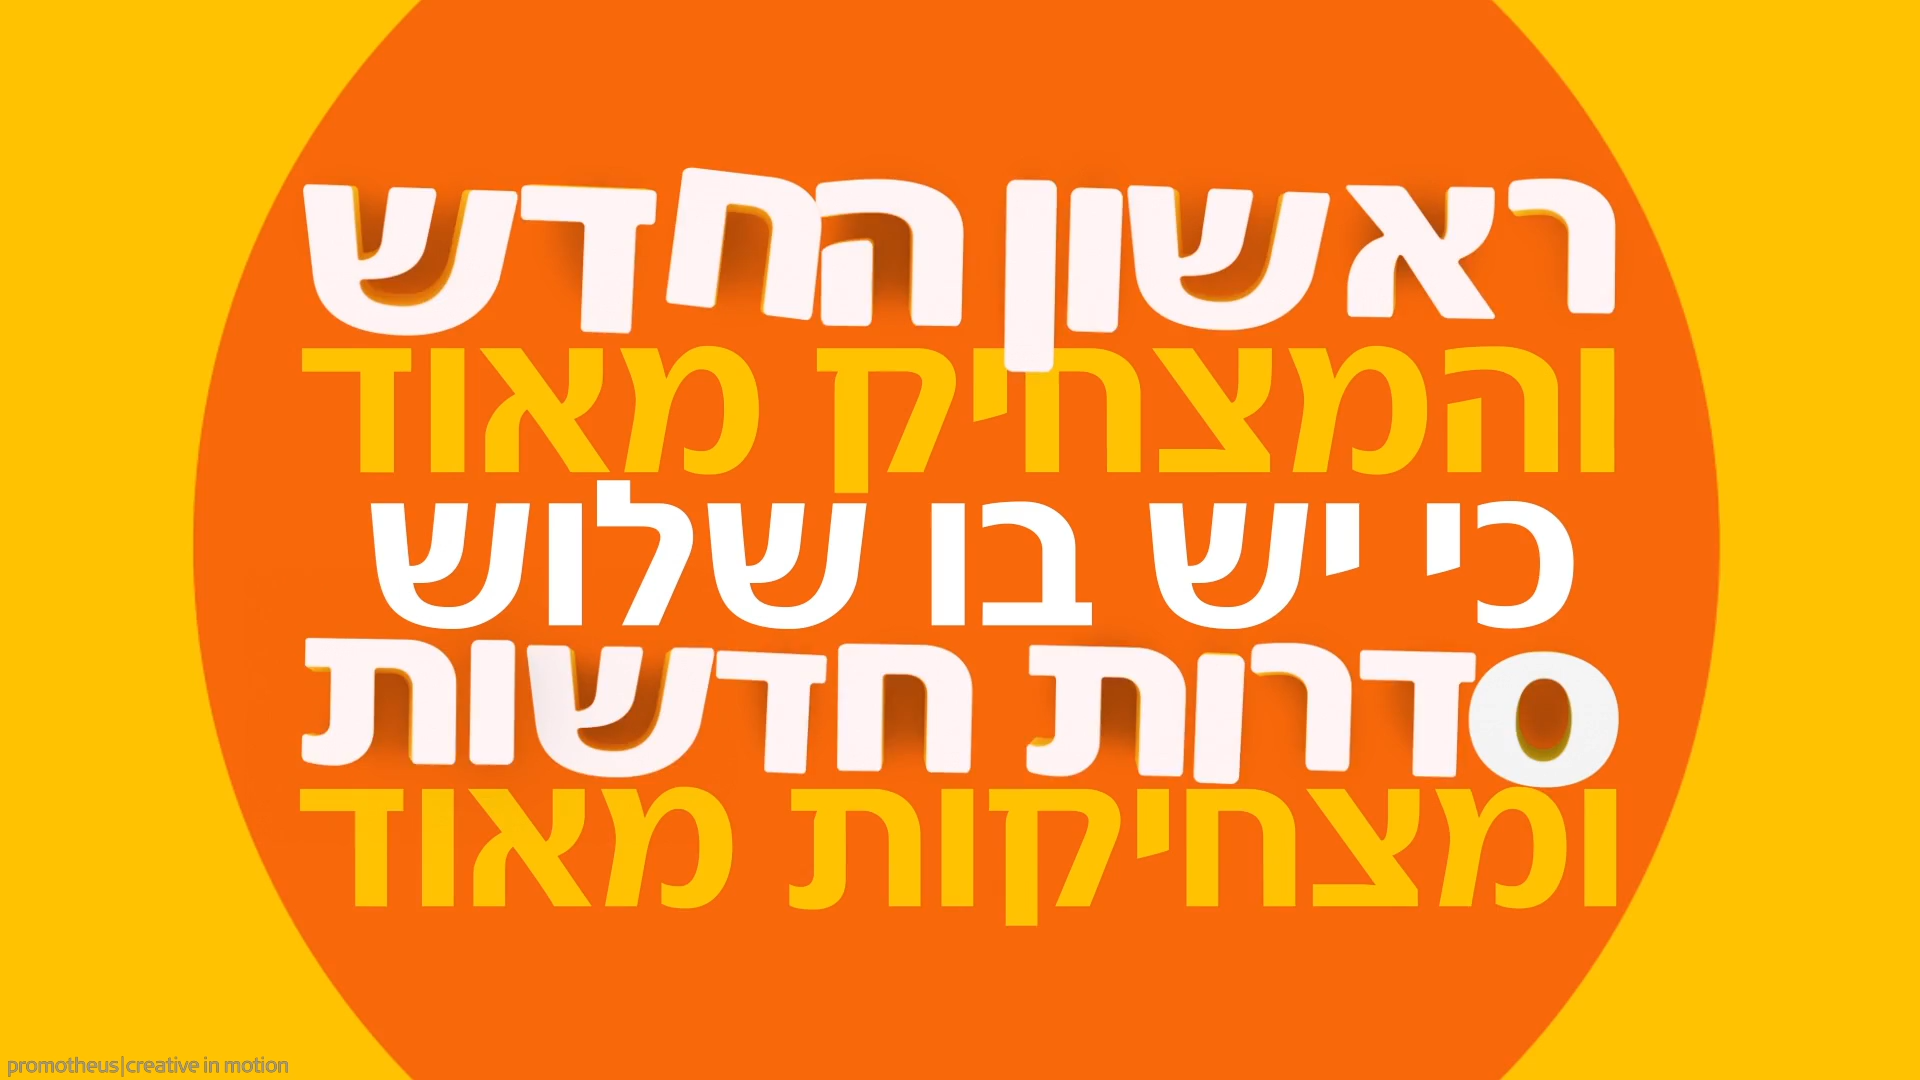 ראשון החדש
והמצחיק מאוד
כי יש בו שלוש
סדרות חדשות
ומצחיקות מאוד
promotheus|creative in motion